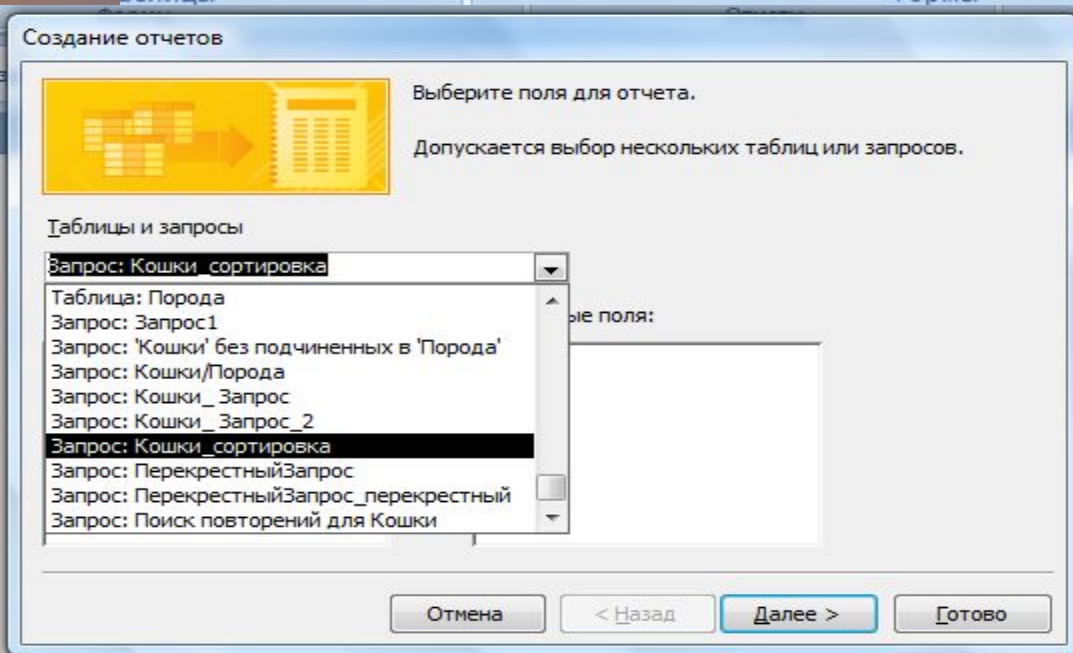 Создание отчетов
Выберите поля для отчета.
Допускается выбор нескольких таблиц или запросов.
Таблицы и запросы
Запрос: Кошки_сортировка
Таблица: Порода
Запрос: Запрос1
Запрос: 'Кошки' без подчиненных в 'Порода'
Запрос: Кошки/Порода
Запрос: Кошки_ Запрос
Запрос: Кошки_ Запрос_2
Запрос: Кошки_сортировка
Запрос: ПерекрестныйЗапрос
Запрос: ПерекрестныйЗапрос_перекрестный
Запрос: Поиск повторений для Кошки
ые поля:
Отмена
< Назад
Далее >
Готово